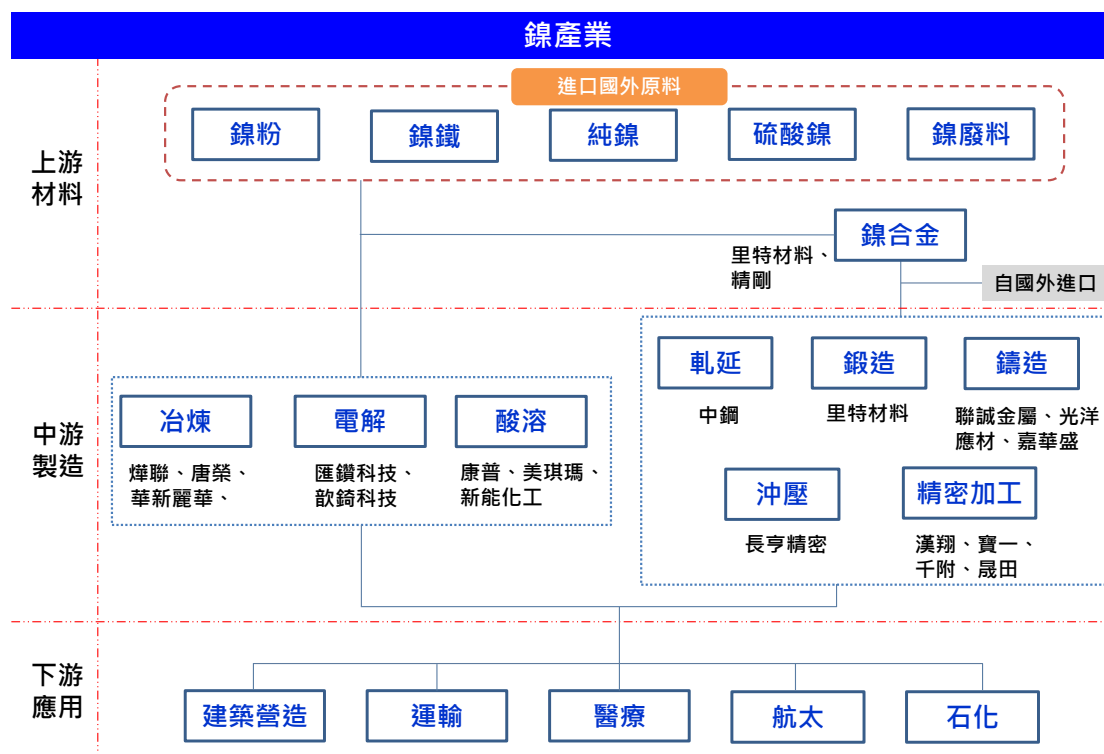 鎳產業
進口國外原料
鎳粉
鎳鐵
純鎳
硫酸鎳
鎳廢料
上游
材料
鎳合金
里特材料、
精剛
自國外進口
中游
製造
冶煉
燁聯、唐榮、
華新麗華、
電解
匯鑽科技、
歆錡科技
酸溶
康普、美琪瑪、
新能化工
軋延
中鋼
鍛造
里特材料
鑄造
聯誠金屬、光洋
應材、嘉華盛
沖壓
長亨精密
精密加工
漢翔、寶一、
千附、晟田
下游
應用
建築營造
運輸
醫療
航太
石化